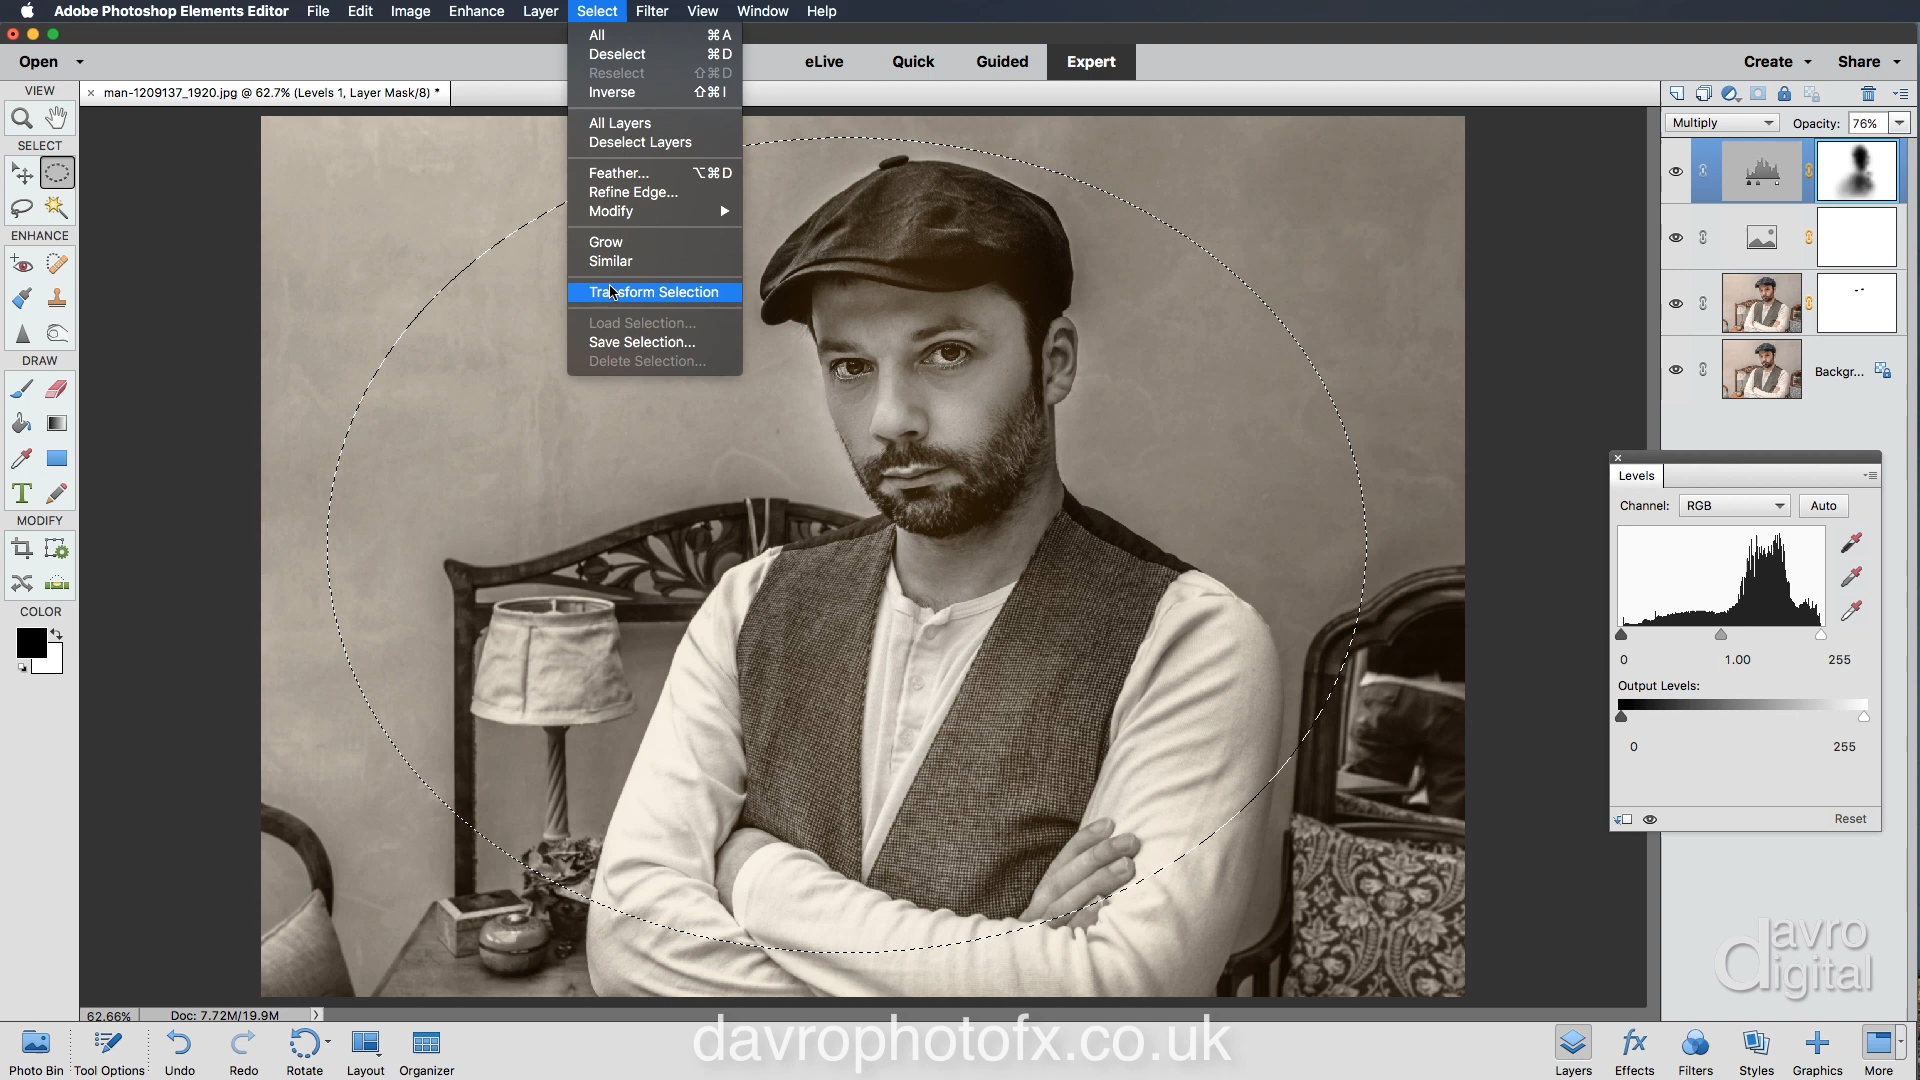 Adobe Photoshop Elements Editor File Edit Image Enhance Layer Select Filter View Window Help
Open
eLive Quick Guided Expert
Create Share
All ⌘A
Deselect ⌘D
Reselect ⇧⌘D
Inverse ⇧⌘I
All Layers
Deselect Layers
Feather... ⌥⌘D
Refine Edge...
Modify
Grow
Similar
Transform Selection
Load Selection...
Save Selection...
Delete Selection...
× man-1209137_1920.jpg @ 62.7% (Levels 1, Layer Mask/8) *
VIEW
SELECT
ENHANCE
DRAW
MODIFY
COLOR
Multiply Opacity: 76%
Backgr...
Levels
Channel: RGB Auto
0 1.00 255
Output Levels:
0 255
Reset
davro
digital
62.66% Doc: 7.72M/19.9M
davrophotofx.co.uk
Photo Bin Tool Options Undo Redo Rotate Layout Organizer
fx
Layers Effects Filters Styles Graphics More